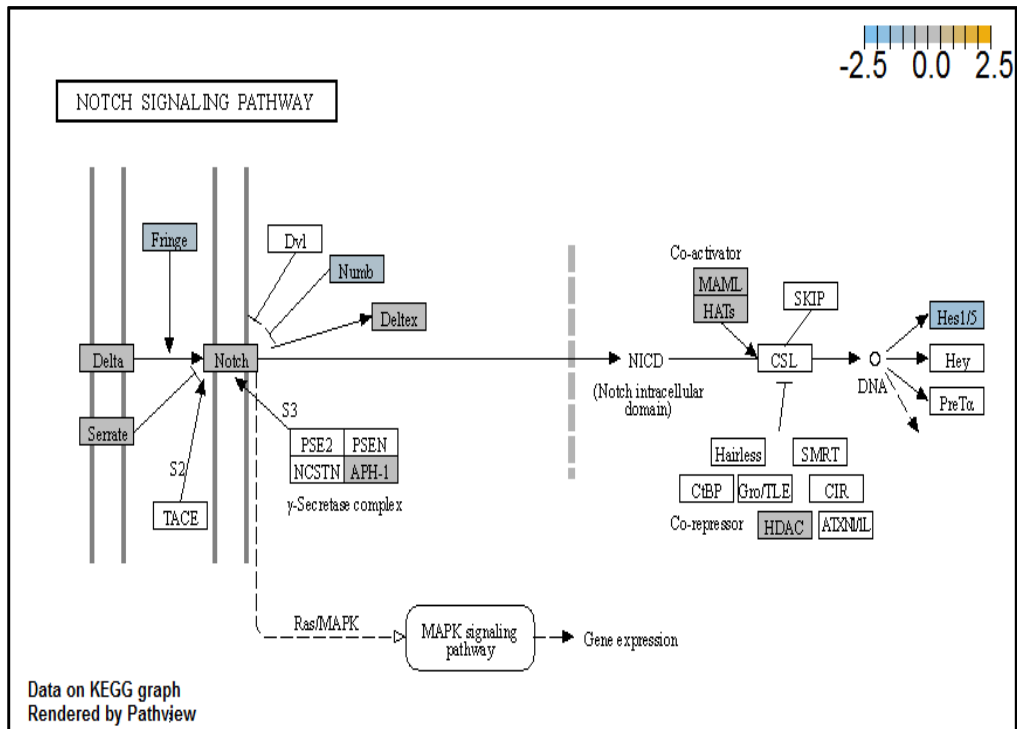 -2.5 0.0 2.5
NOTCH SIGNALING PATHWAY
Fringe
Dvl
Numb
Deltex
Delta
Notch
Serrate
S2
TACE
S3
PSE2 PSEN
NCSTN APH-1
γ-Secretase complex
NICD
(Notch intracellular
domain)
Co-activator
MAML
HATs
SKIP
CSL
DNA
Hes1/5
Hey
PreTα
Hairless SMRT
CtBP Gro/TLE CIR
Co-repressor HDAC ATXN1/1L
Ras/MAPK
MAPK signaling
pathway
Gene expression
Data on KEGG graph
Rendered by Pathview